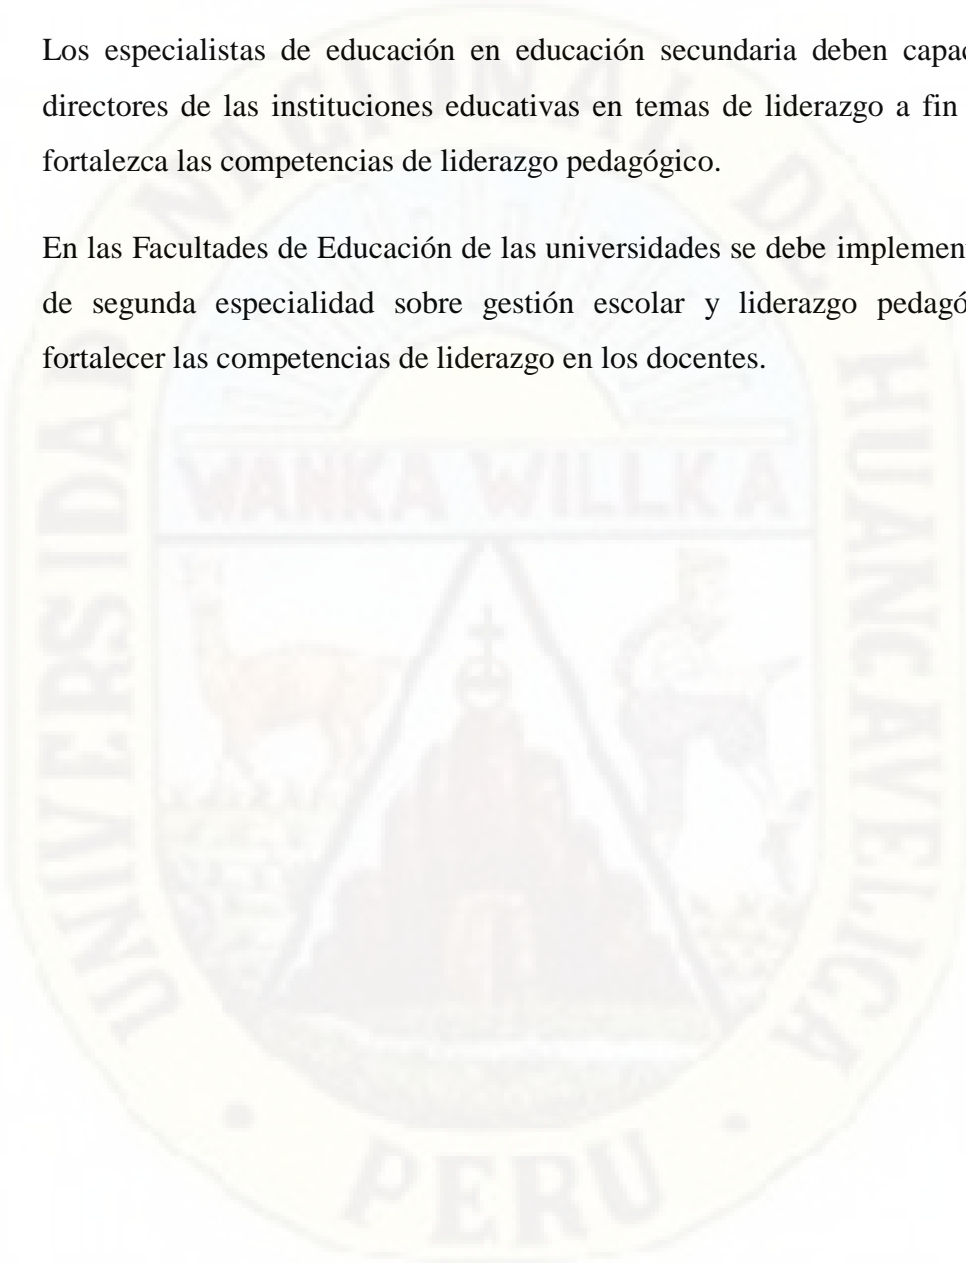 Los especialistas de educación en educación secundaria deben capac
directores de las instituciones educativas en temas de liderazgo a fin
fortalezca las competencias de liderazgo pedagógico.
En las Facultades de Educación de las universidades se debe implemen
de segunda especialidad sobre gestión escolar y liderazgo pedagó
fortalecer las competencias de liderazgo en los docentes.
UNIVERSIDAD NACIONAL DE HUANCAVELICA
WANKA WILLKA
PERU